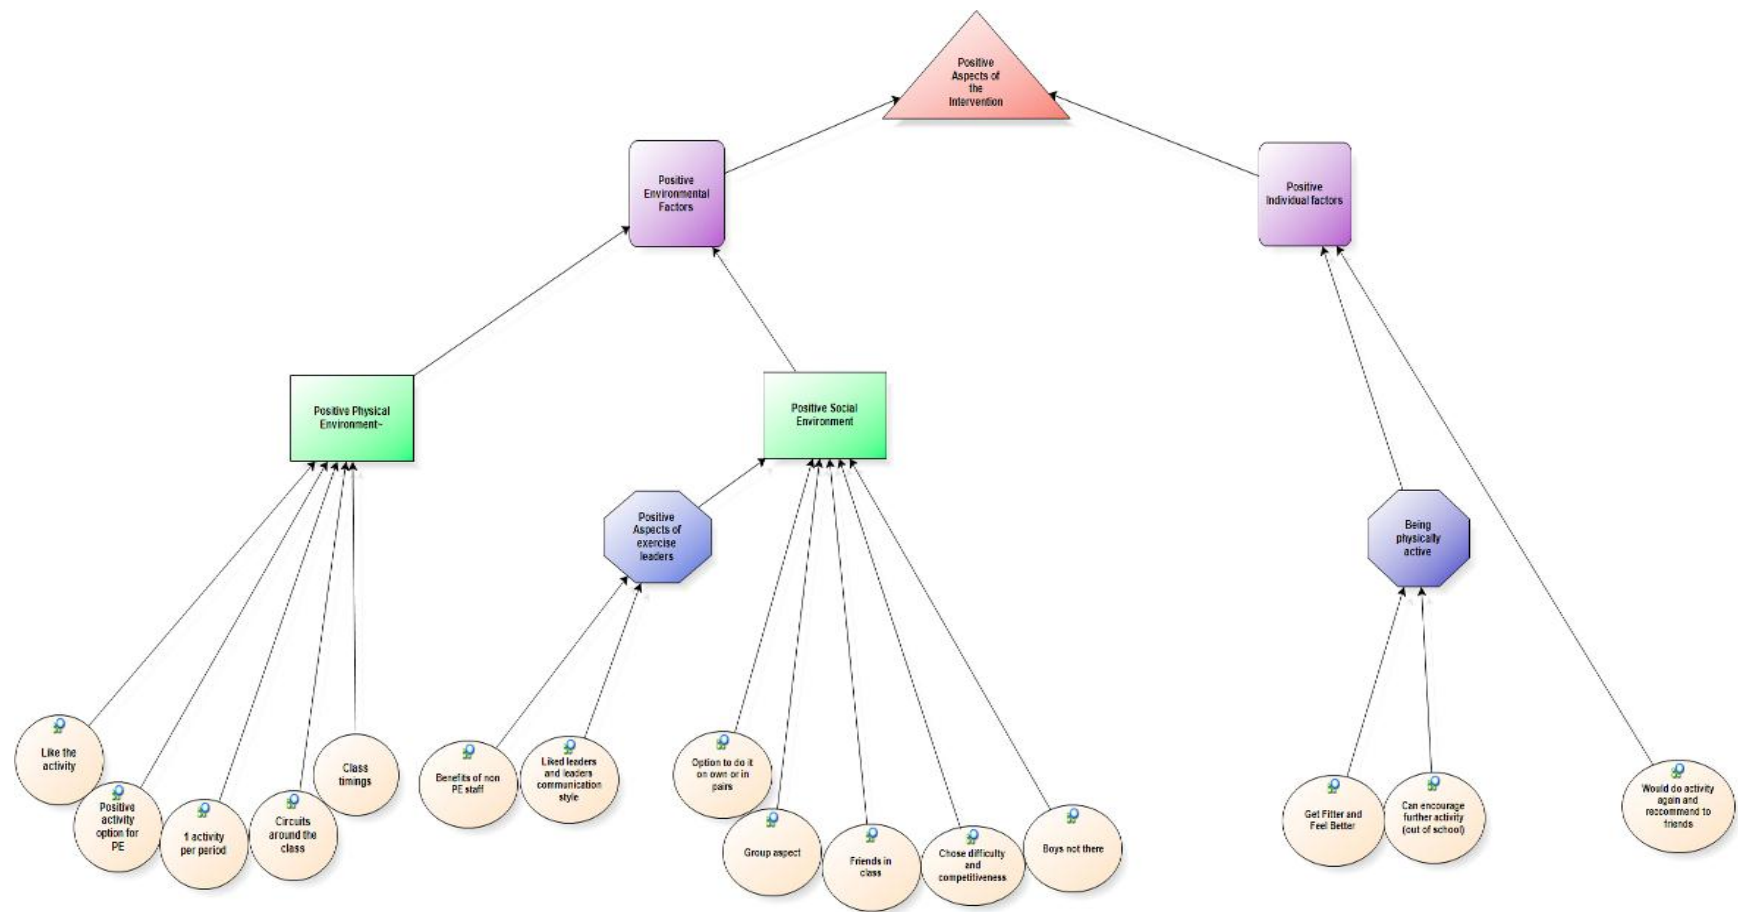 Positive
Aspects of
the
Intervention
Positive
Environmental
Factors
Positive
Individual factors
Positive Physical
Environment~
Positive Social
Environment
Positive
Aspects of
exercise
leaders
Being
physically
active
Like the
activity
Positive
activity
option for
PE
1 activity
per period
Circuits
around the
class
Class
timings
Benefits of non
PE staff
Liked leaders
and leaders
communication
style
Option to do it
on own or in
pairs
Group aspect
Friends in
class
Chose difficulty
and
competitiveness
Boys not there
Get Fitter and
Feel Better
Can encourage
further activity
(out of school)
Would do activity
again and
reccommend to
friends